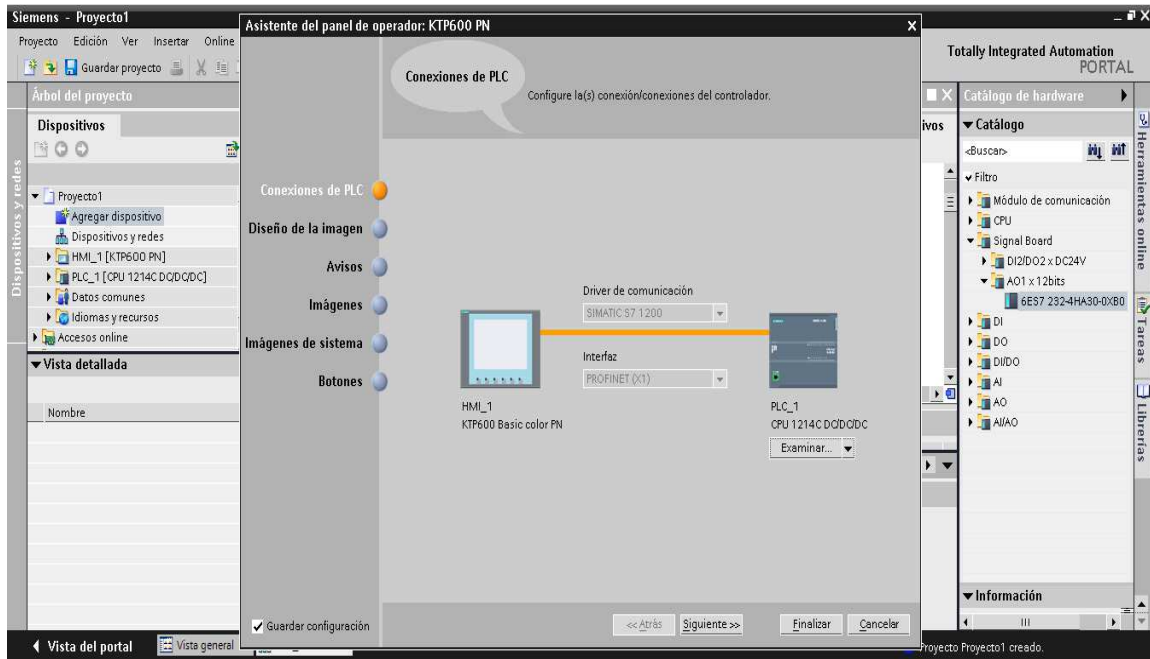 Siemens - Proyecto1
Proyecto Edición Ver Insertar Online
Guardar proyecto
Totally Integrated Automation
PORTAL
Árbol del proyecto
Dispositivos
Dispositivos y redes
Proyecto1
Agregar dispositivo
Dispositivos y redes
HMI_1 [KTP600 PN]
PLC_1 [CPU 1214C DC/DC/DC]
Datos comunes
Idiomas y recursos
Accesos online
Vista detallada
Nombre
Asistente del panel de operador: KTP600 PN
X
Conexiones de PLC
Configure la(s) conexión/conexiones del controlador.
Conexiones de PLC
Diseño de la imagen
Avisos
Imágenes
Imágenes de sistema
Botones
Driver de comunicación
SIMATIC S7 1200
Interfaz
PROFINET (X1)
HMI_1
KTP600 Basic color PN
PLC_1
CPU 1214C DC/DC/DC
Examinar...
Guardar configuración
<< Atrás
Siguiente >>
Finalizar
Cancelar
ivos
Catálogo de hardware
Catálogo
<Buscar>
Filtro
Módulo de comunicación
CPU
Signal Board
DI2/DO2 x DC24V
AO1 x 12bits
6ES7 232-4HA30-0XB0
DI
DO
DI/DO
AI
AO
AI/AO
Información
Herramientas online
Tareas
Librerías
Vista del portal
Vista general
Proyecto Proyecto1 creado.